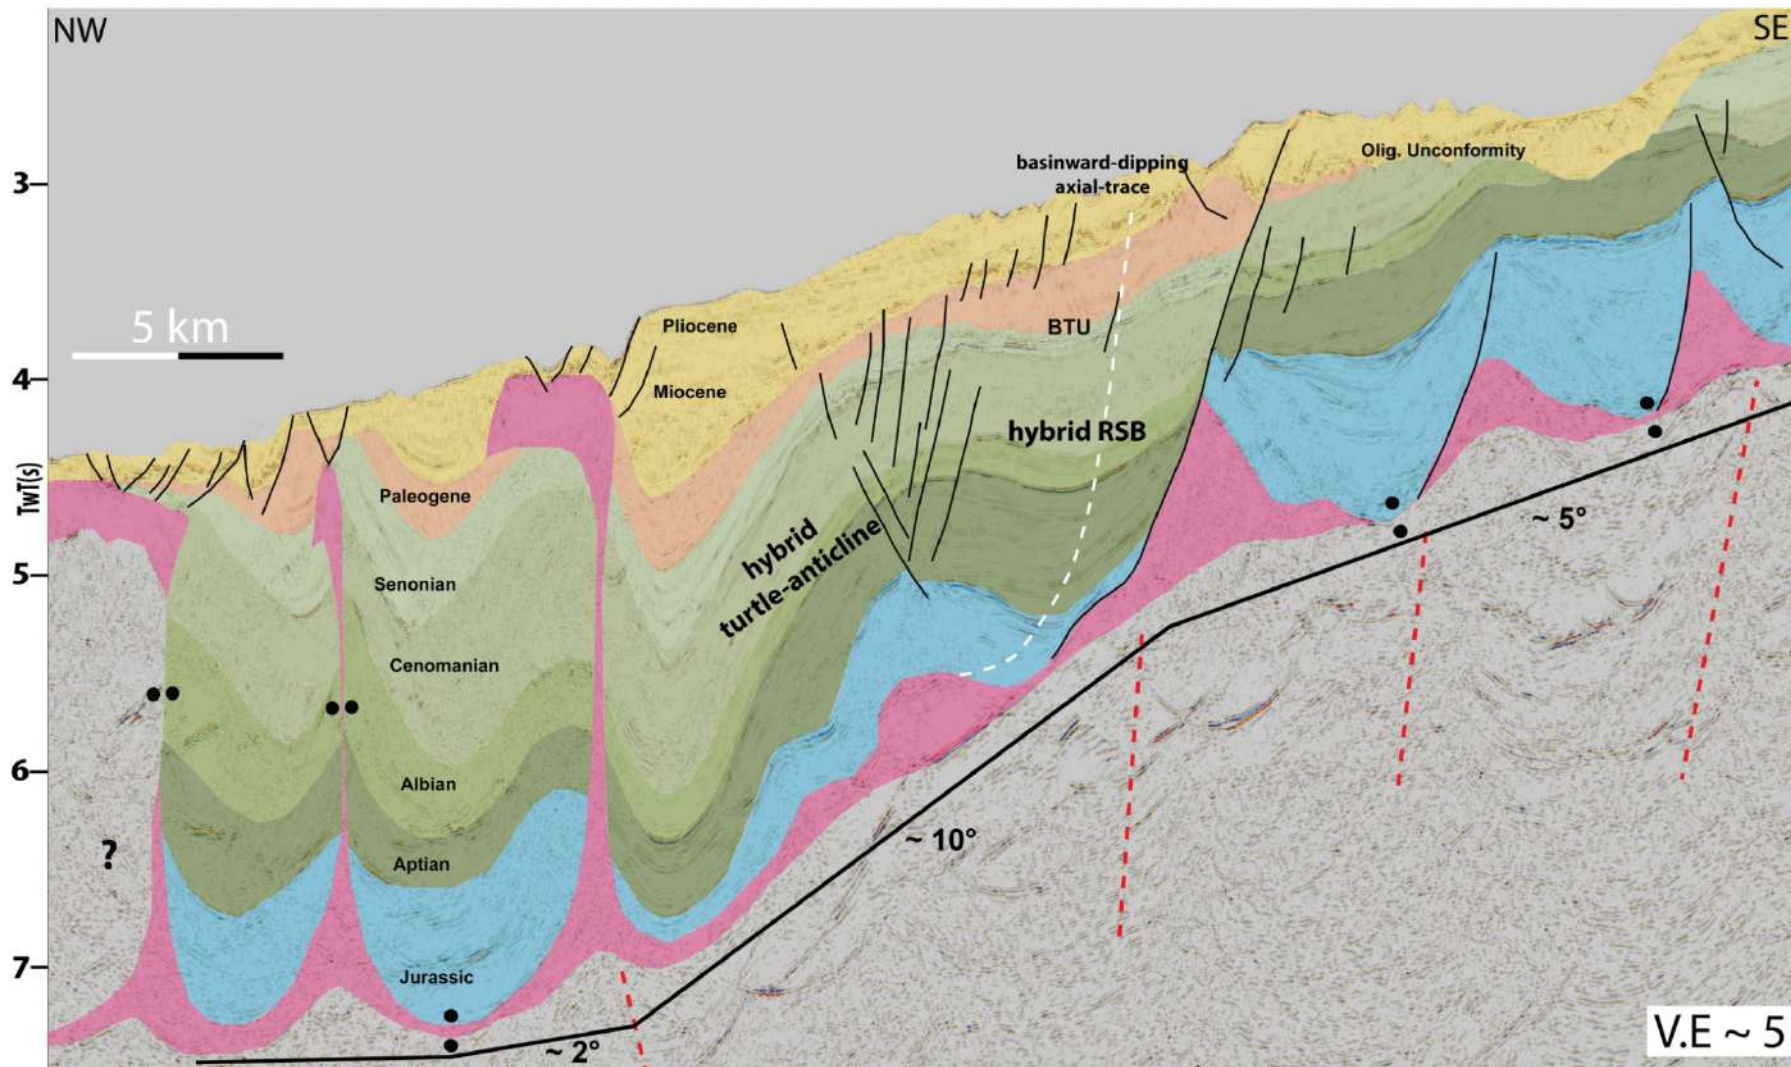 NW
SE
basinward-dipping
axial-trace
Olig. Unconformity
3
5 km
Pliocene
BTU
4
Miocene
hybrid RSB
TwT(s)
Paleogene
hybrid
turtle-anticline
~ 5°
5
Senonian
Cenomanian
6
Albian
~ 10°
?
Aptian
7
Jurassic
~ 2°
V.E ~ 5